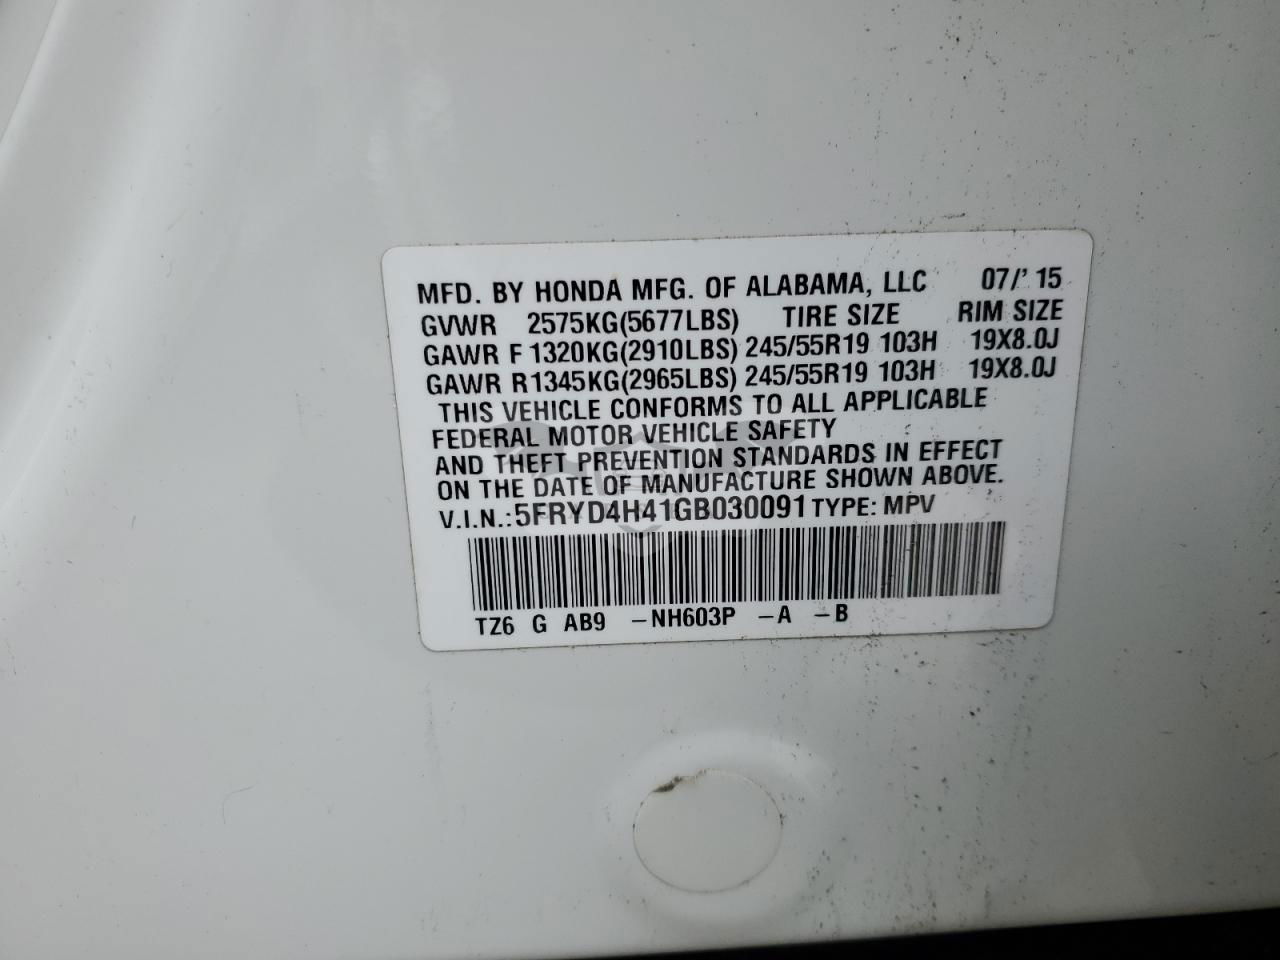 MFD. BY HONDA MFG. OF ALABAMA, LLC 07/' 15
GVWR 2575KG(5677LBS) TIRE SIZE RIM SIZE
GAWR F 1320KG(2910LBS) 245/55R19 103H 19X8.0J
GAWR R1345KG(2965LBS) 245/55R19 103H 19X8.0J
THIS VEHICLE CONFORMS TO ALL APPLICABLE
FEDERAL MOTOR VEHICLE SAFETY
AND THEFT PREVENTION STANDARDS IN EFFECT
ON THE DATE OF MANUFACTURE SHOWN ABOVE.
V.I.N.: 5FRYD4H41GB030091 TYPE: MPV
TZ6 G AB9 –NH603P –A –B